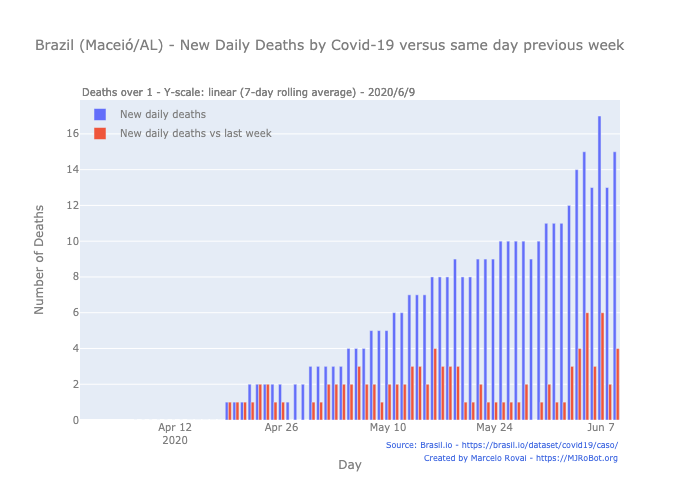 Brazil (Maceió/AL) - New Daily Deaths by Covid-19 versus same day previous week
Deaths over 1 - Y-scale: linear (7-day rolling average) - 2020/6/9
New daily deaths
New daily deaths vs last week
Number of Deaths
16
14
12
10
8
6
4
2
0
Apr 12 Apr 26 May 10 May 24 Jun 7
2020
Day
Source: Brasil.io - https://brasil.io/dataset/covid19/caso/
Created by Marcelo Rovai - https://MJRoBot.org